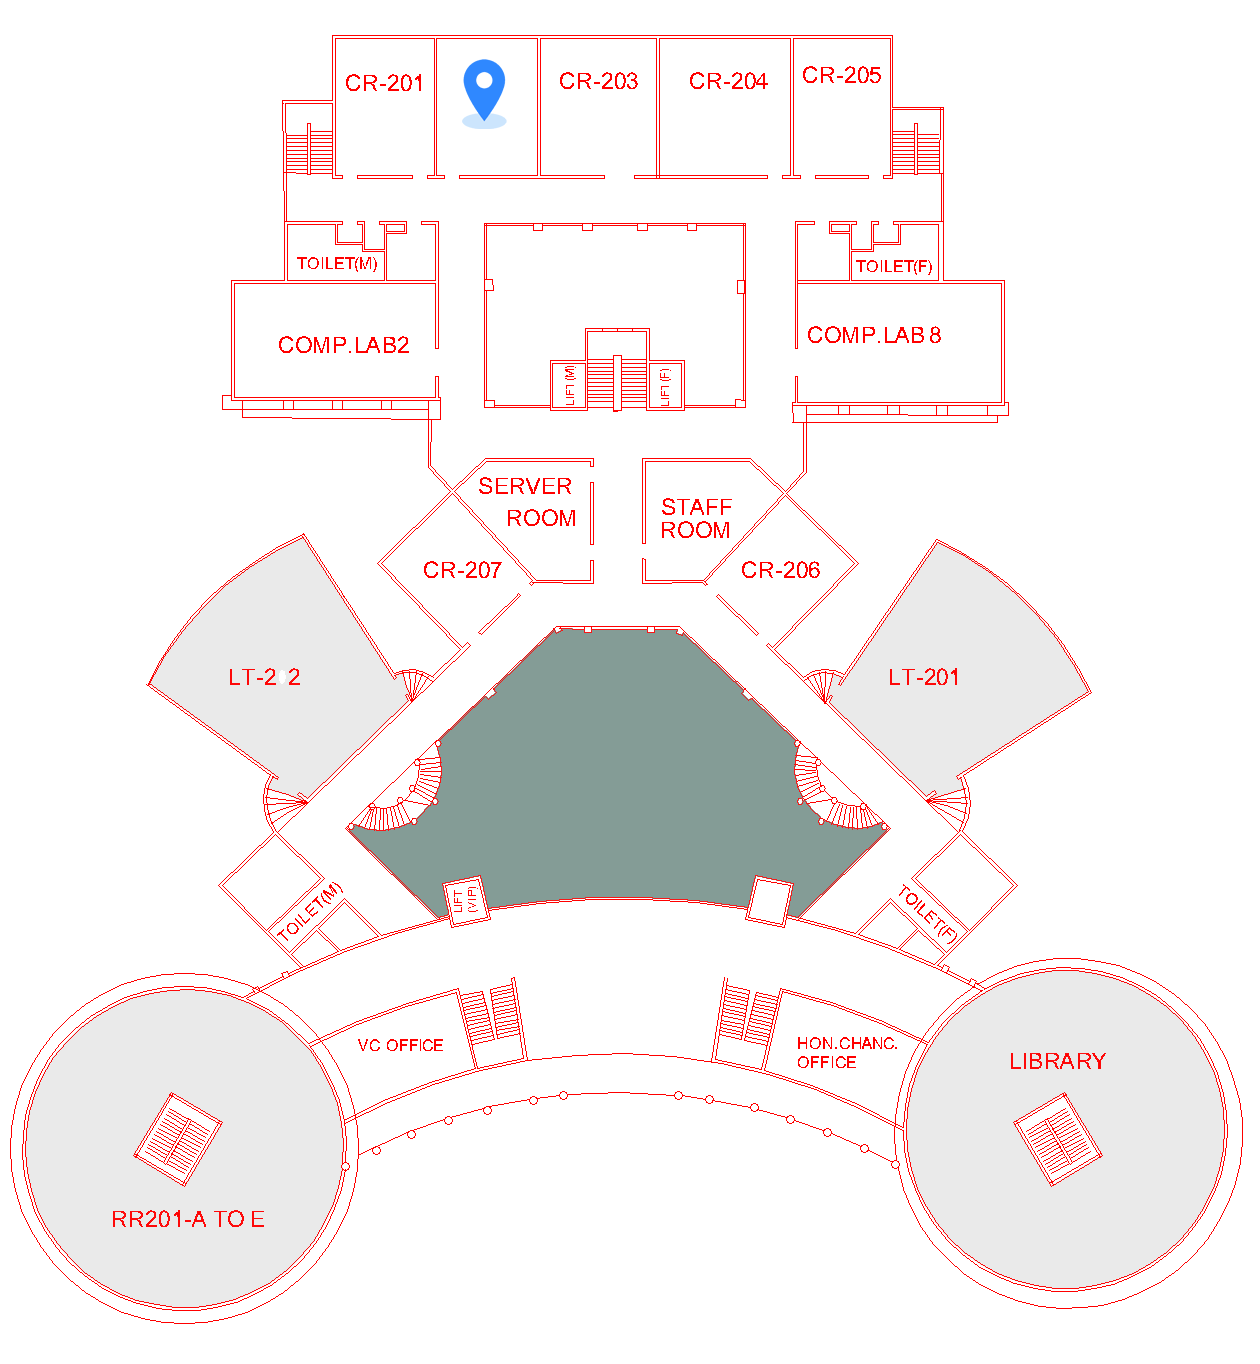 CR-201
CR-203
CR-204
CR-205
TOILET(M)
TOILET(F)
COMP.LAB2
COMP.LAB 8
LIFT(M)
LIFT(F)
SERVER
ROOM
STAFF
ROOM
CR-207
CR-206
LT-2 2
LT-201
TOILET(M)
LIFT
(VIP)
TOILET(F)
VC OFFICE
HON.CHANC.
OFFICE
LIBRARY
RR201-A TO E